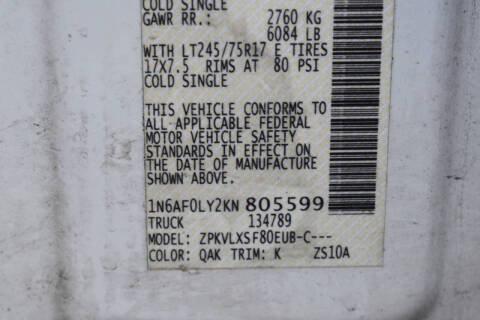 COLD SINGLE
GAWR RR.: 2760 KG
6084 LB
WITH LT245/75R17 E TIRES
17X7.5 RIMS AT 80 PSI
COLD SINGLE
THIS VEHICLE CONFORMS TO
ALL APPLICABLE FEDERAL
MOTOR VEHICLE SAFETY
STANDARDS IN EFFECT ON
THE DATE OF MANUFACTURE
SHOWN ABOVE.
1N6AF0LY2KN 805599
TRUCK 134789
MODEL: ZPKVLXSF80EUB-C---
COLOR: QAK TRIM: K ZS10A